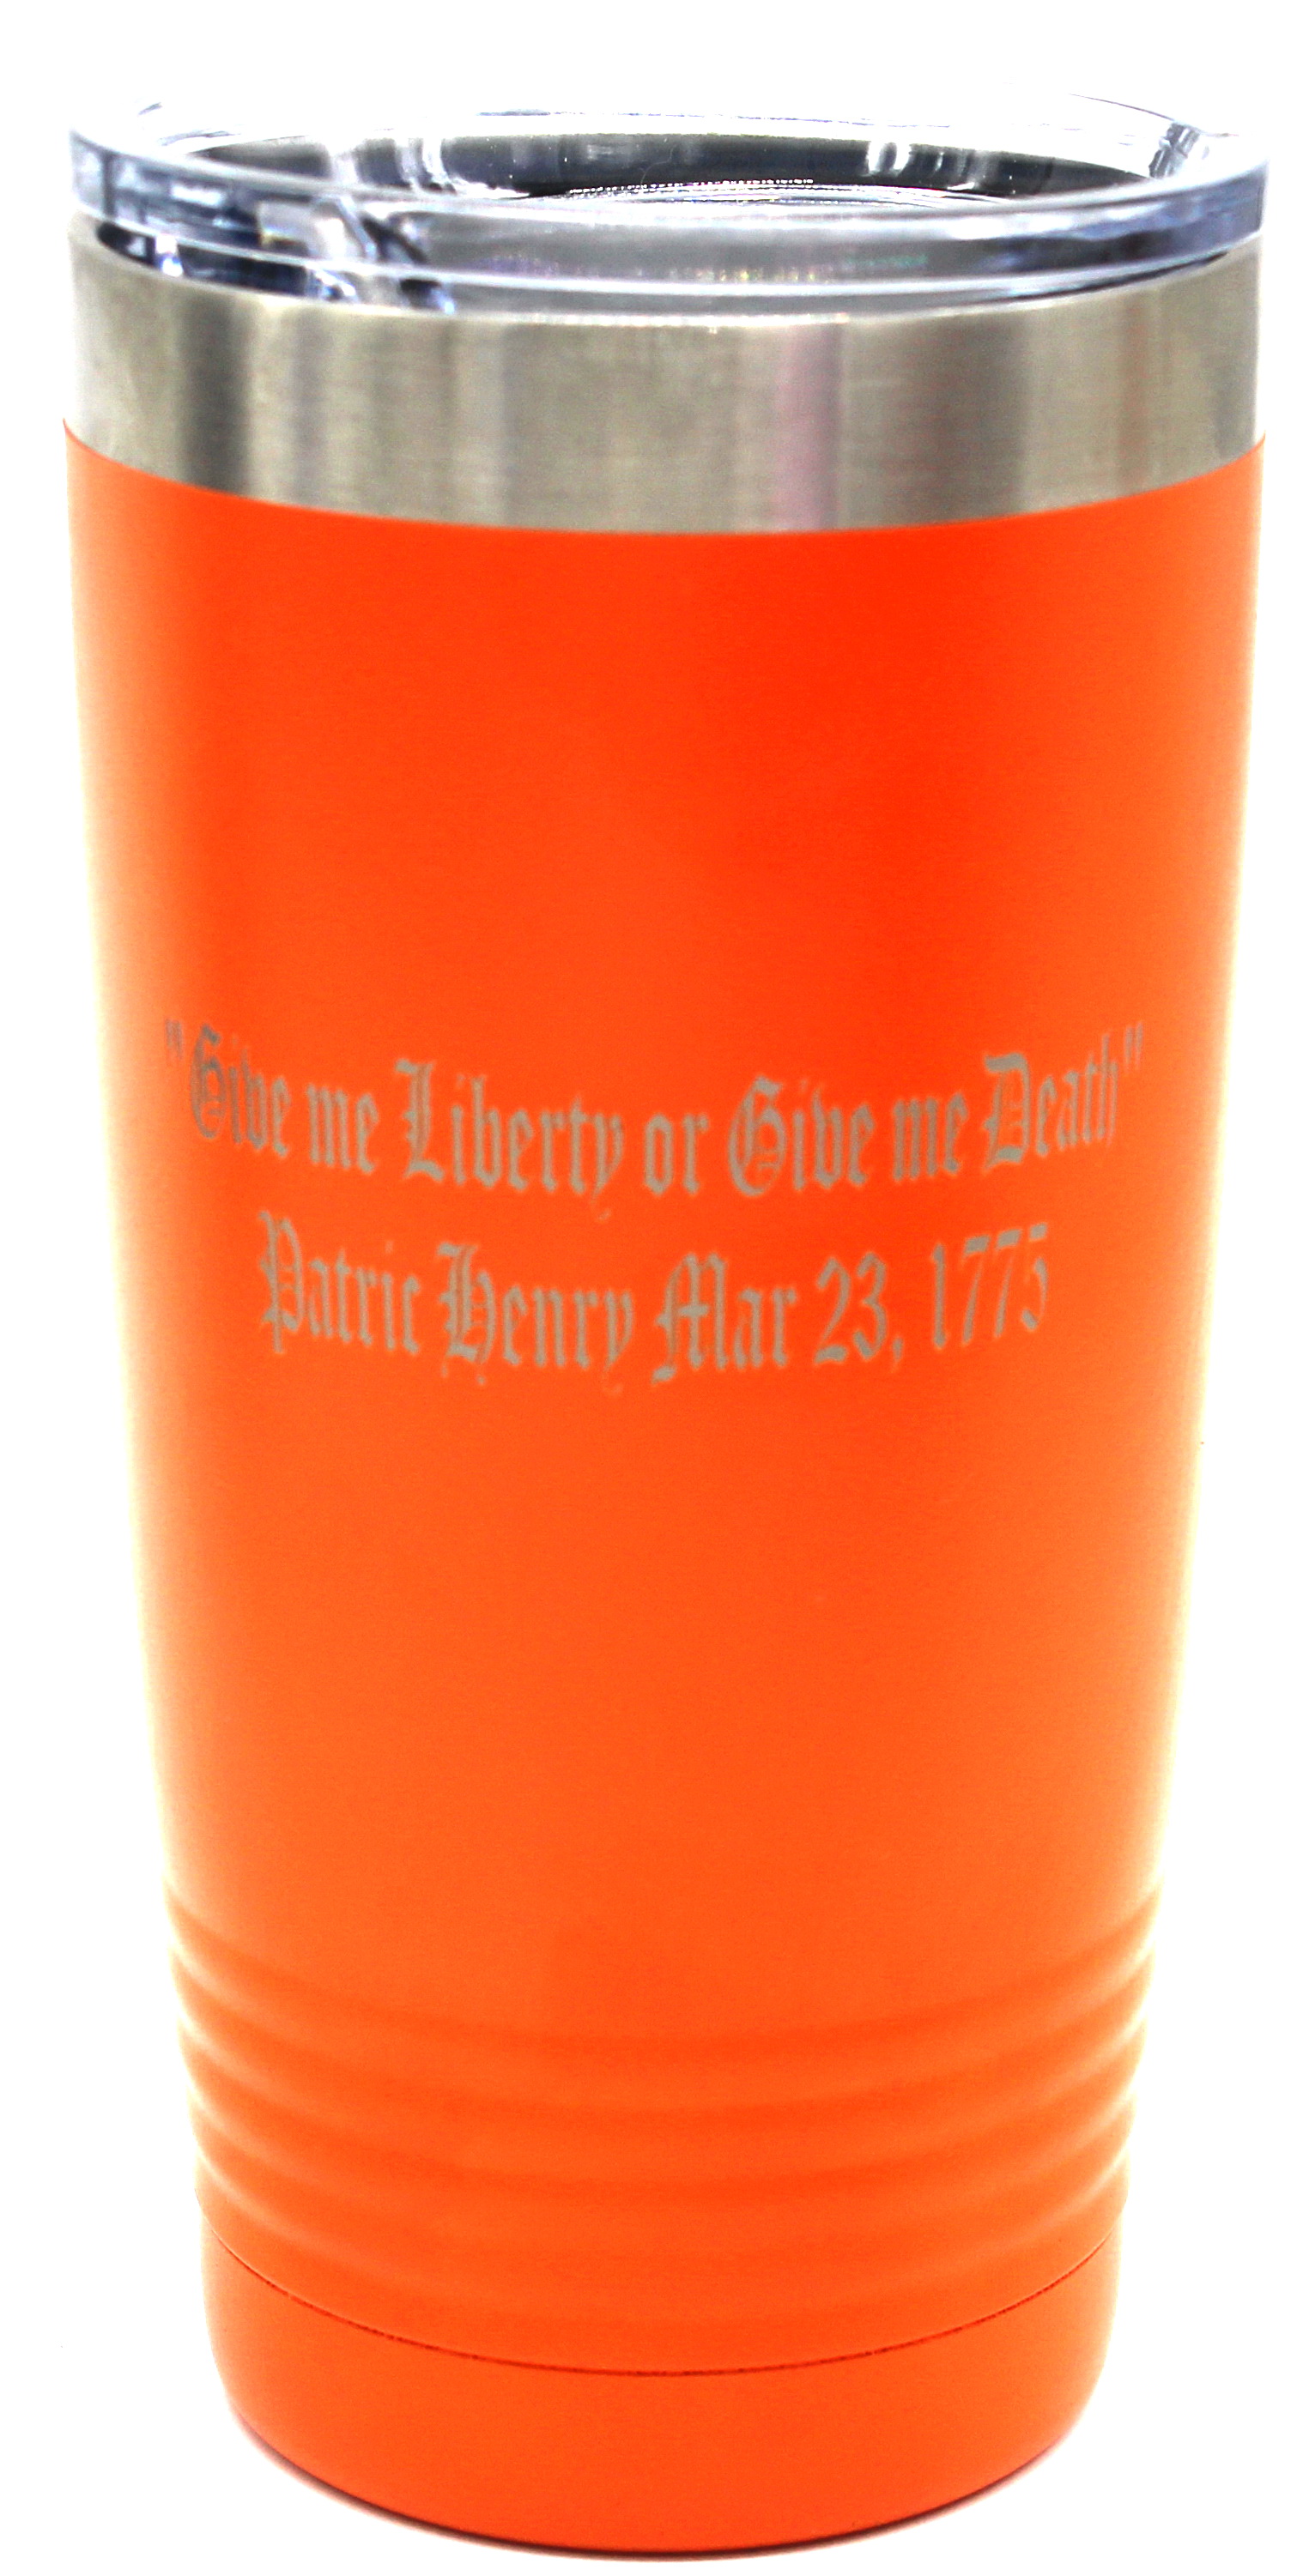 "Give me Liberty or Give me Death"
Patric Henry Mar 23, 1775